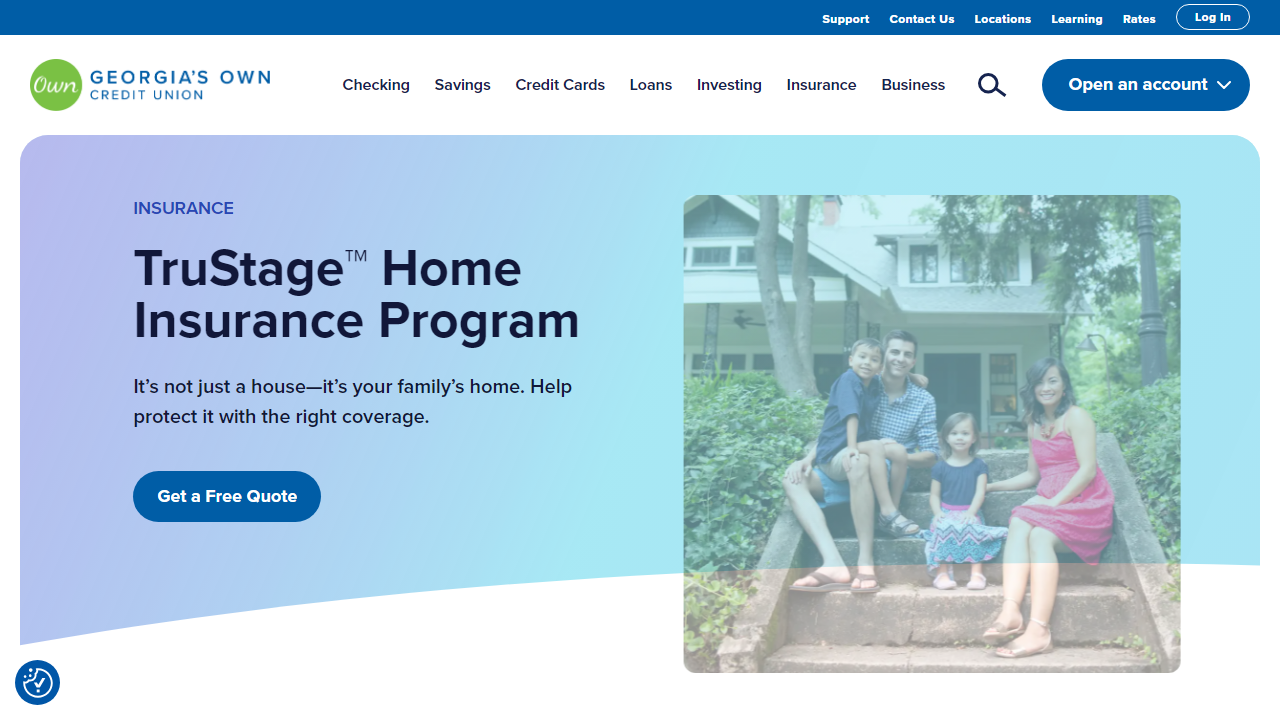 Support Contact Us Locations Learning Rates Log In
Own GEORGIA'S OWN
CREDIT UNION
Checking Savings Credit Cards Loans Investing Insurance Business Open an account
INSURANCE
TruStage™ Home
Insurance Program
It’s not just a house—it’s your family’s home. Help
protect it with the right coverage.
Get a Free Quote